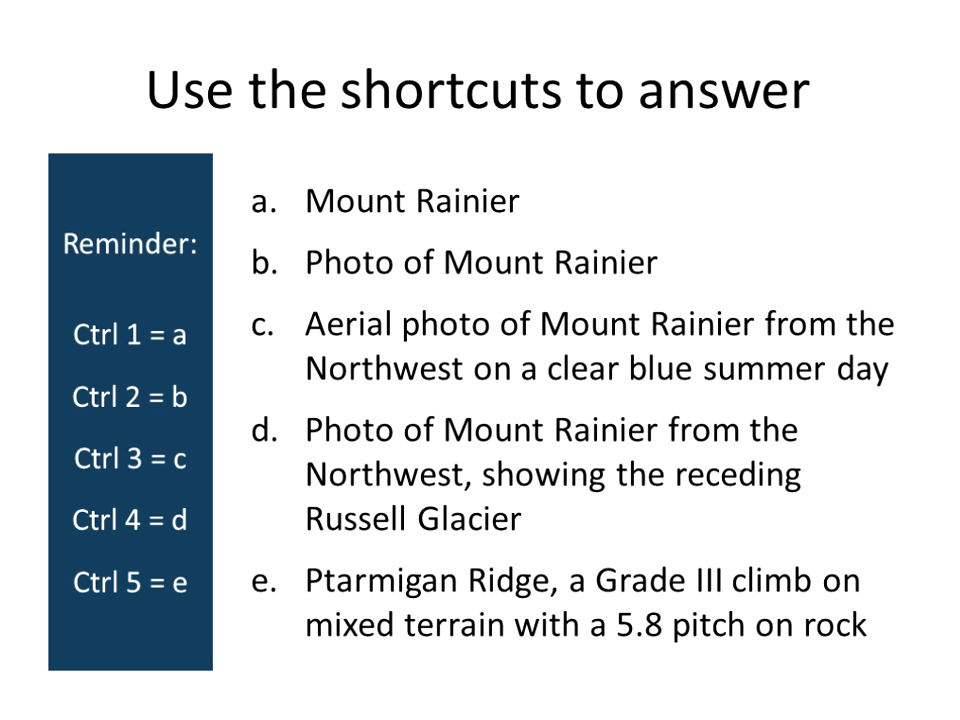 Use the shortcuts to answer
Reminder:
Ctrl 1 = a
Ctrl 2 = b
Ctrl 3 = c
Ctrl 4 = d
Ctrl 5 = e
a. Mount Rainier
b. Photo of Mount Rainier
c. Aerial photo of Mount Rainier from the
Northwest on a clear blue summer day
d. Photo of Mount Rainier from the
Northwest, showing the receding
Russell Glacier
e. Ptarmigan Ridge, a Grade III climb on
mixed terrain with a 5.8 pitch on rock